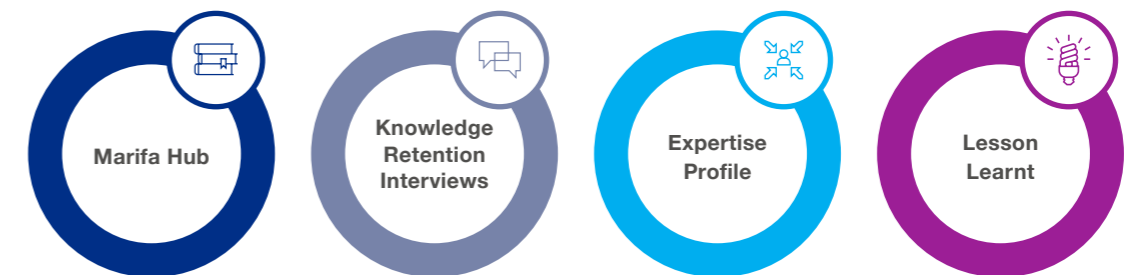 Marifa Hub
Knowledge
Retention
Interviews
Expertise
Profile
Lesson
Learnt